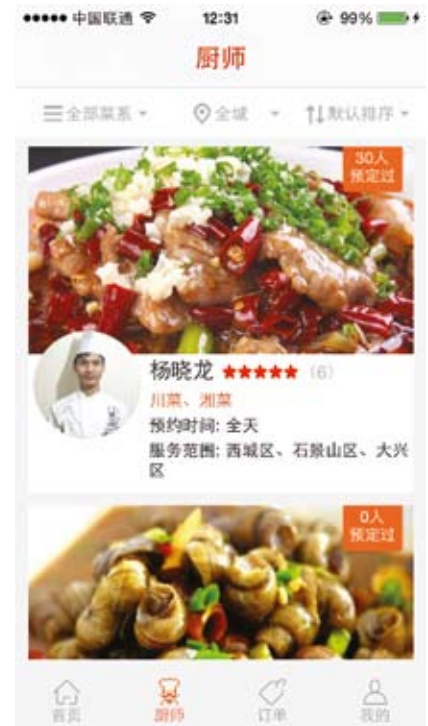 中国联通 12:31 99%
厨师
全部菜系 全城 默认排序
30人
预定过
杨晓龙 (6)
川菜、湘菜
预约时间: 全天
服务范围: 西城区、石景山区、大兴
区
0人
预定过
首页 厨师 订单 我的